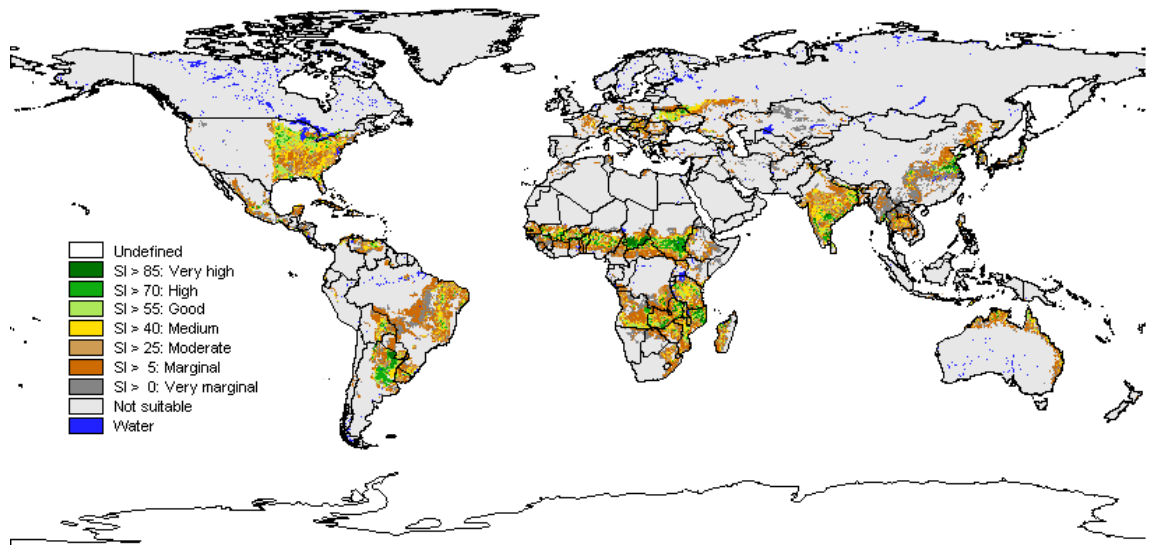 Undefined
SI > 85: Very high
SI > 70: High
SI > 55: Good
SI > 40: Medium
SI > 25: Moderate
SI > 5: Marginal
SI > 0: Very marginal
Not suitable
Water